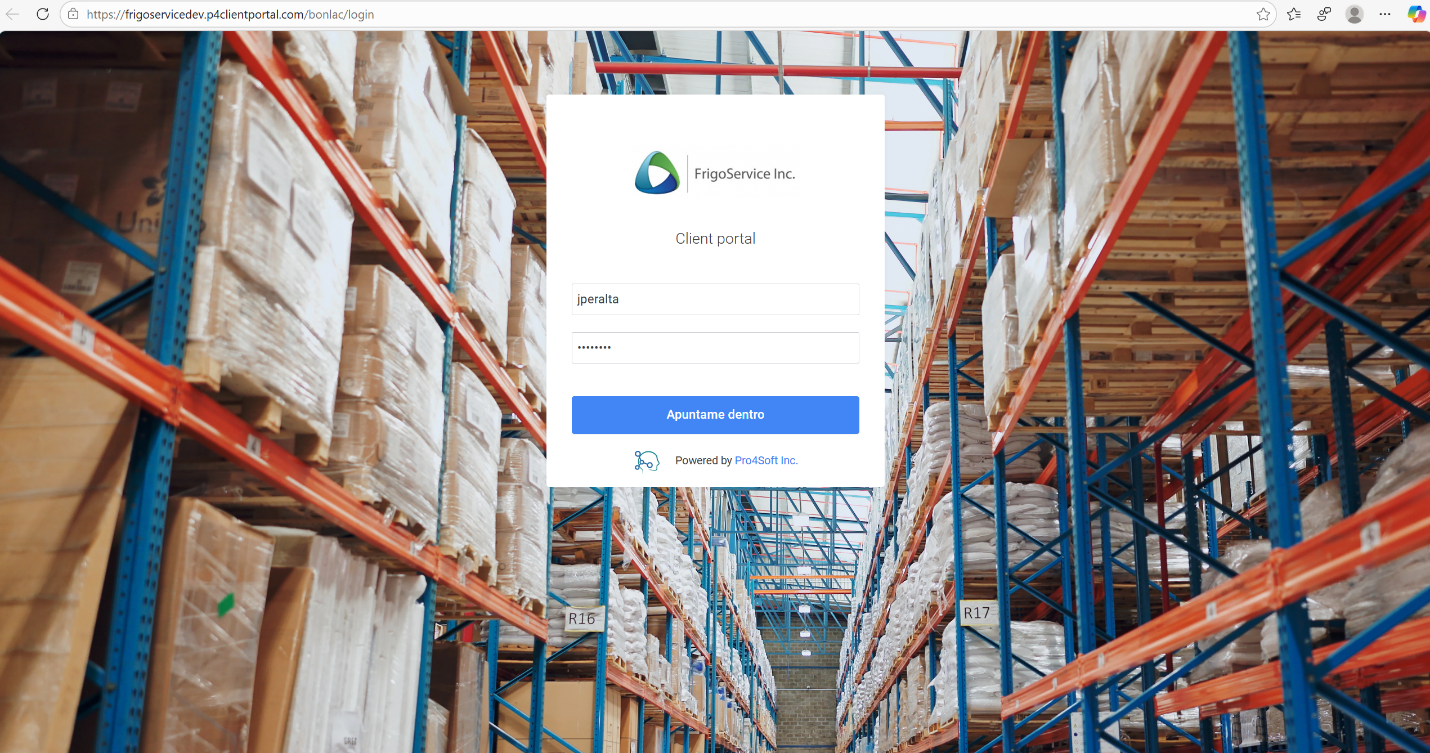 https://frigoservicedev.p4clientportal.com/bonlac/login
FrigoService Inc.
Client portal
jperalta
••••••••
Apuntame dentro
Powered by Pro4Soft Inc.
R16
R17